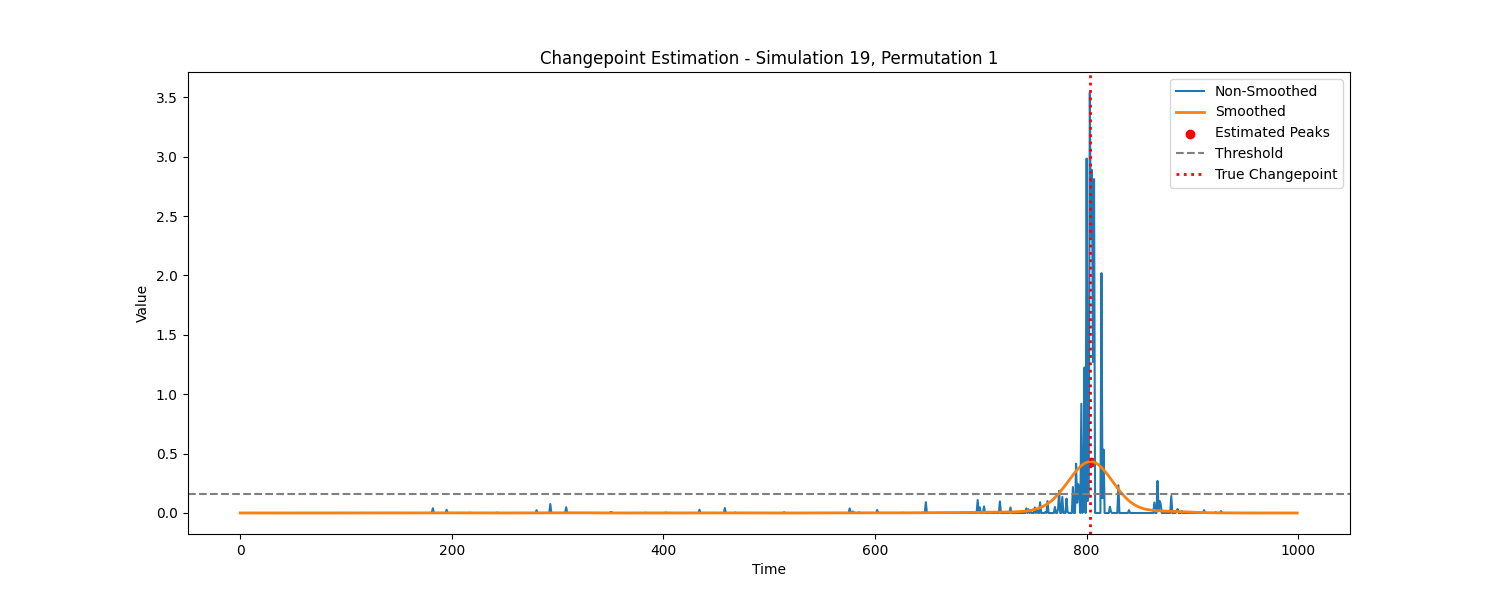 Changepoint Estimation - Simulation 19, Permutation 1
Non-Smoothed
Smoothed
Estimated Peaks
Threshold
True Changepoint
Value
3.5
3.0
2.5
2.0
1.5
1.0
0.5
0.0
0
200
400
600
800
1000
Time